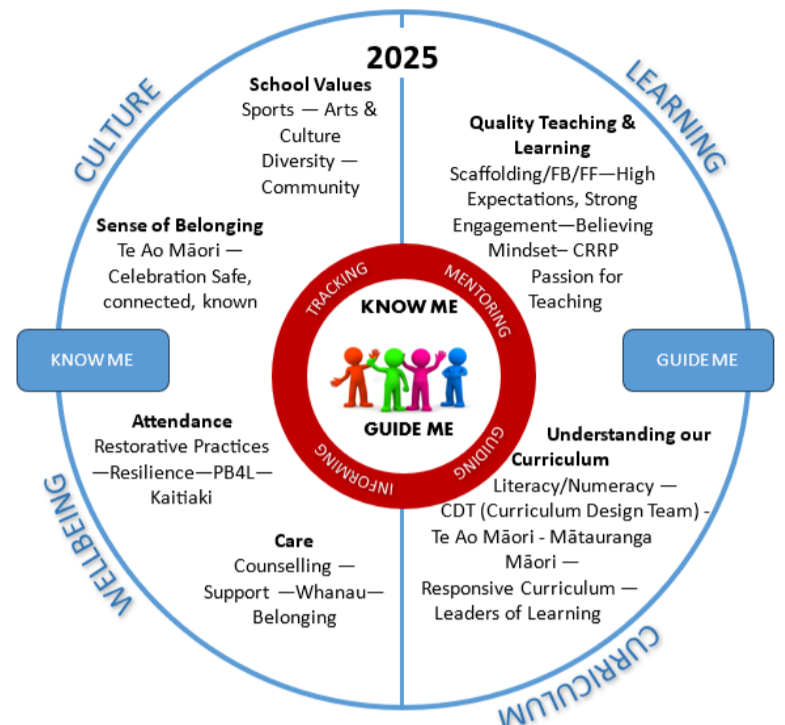 2025
CULTURE
School Values
Sports — Arts &
Culture
Diversity —
Community
Sense of Belonging
Te Ao Māori —
Celebration Safe,
connected, known
LEARNING
Quality Teaching &
Learning
Scaffolding/FB/FF—High
Expectations, Strong
Engagement—Believing
Mindset– CRRP
Passion for
Teaching
TRACKING
MENTORING
KNOW ME
GUIDE ME
INFORMING
GUIDING
KNOW ME
GUIDE ME
Attendance
Restorative Practices
—Resilience—PB4L—
Kaitiaki
WELLBEING
Care
Counselling —
Support —Whanau—
Belonging
Understanding our
Curriculum
Literacy/Numeracy —
CDT (Curriculum Design Team) -
Te Ao Māori - Mātauranga
Māori —
Responsive Curriculum —
Leaders of Learning
CURRICULUM